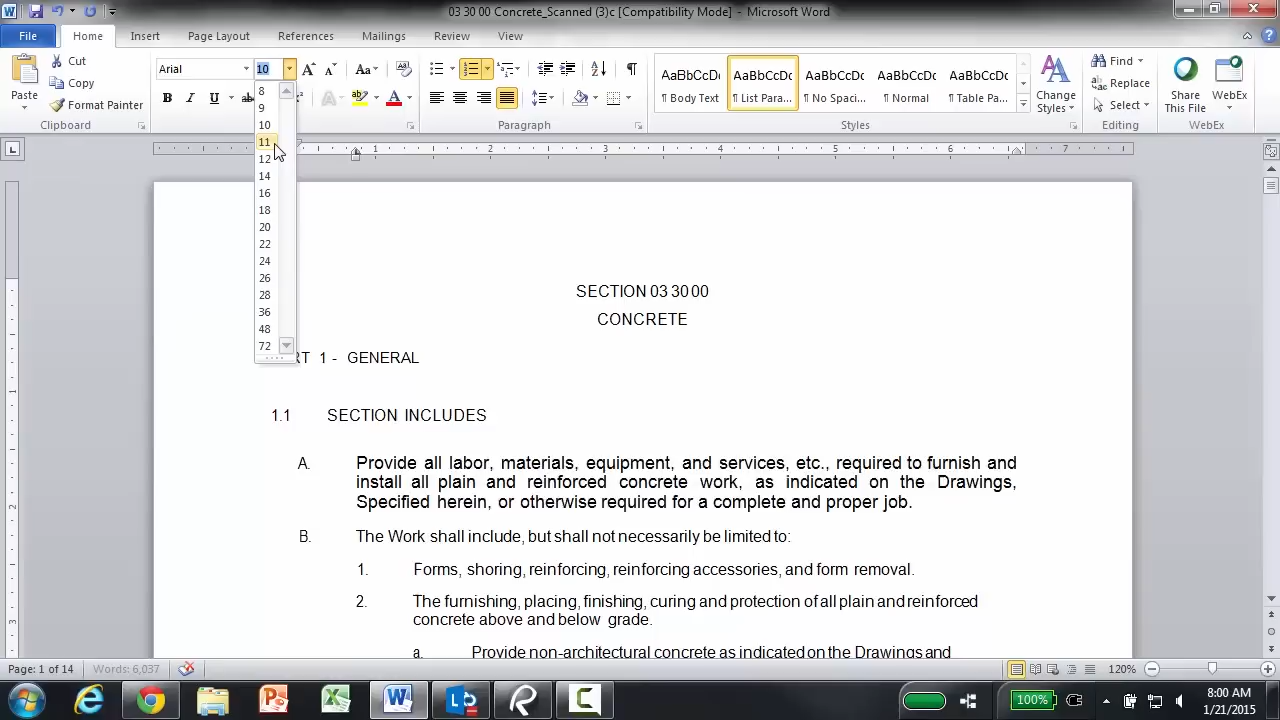 03 30 00 Concrete_Scanned (3)c [Compatibility Mode] - Microsoft Word
File Home Insert Page Layout References Mailings Review View
Paste
Cut
Copy
Format Painter
Clipboard
Arial
10
8
9
10
11
12
14
16
18
20
22
24
26
28
36
48
72
B I U
AaBbCcDc AaBbCcDc AaBbCcDc AaBbCcDc AaBbCcDc
¶ Body Text ¶ List Para... ¶ No Spaci... ¶ Normal ¶ Table Pa...
Change Styles
Styles
Find
Replace
Select
Editing
Share This File
WebEx
WebEx
1 2 3 4 5 6 7
SECTION 03 30 00
CONCRETE
RT 1 - GENERAL
1.1 SECTION INCLUDES
A. Provide all labor, materials, equipment, and services, etc., required to furnish and
install all plain and reinforced concrete work, as indicated on the Drawings,
Specified herein, or otherwise required for a complete and proper job.
B. The Work shall include, but shall not necessarily be limited to:
1. Forms, shoring, reinforcing, reinforcing accessories, and form removal.
2. The furnishing, placing, finishing, curing and protection of all plain and reinforced
concrete above and below grade.
a. Provide non-architectural concrete as indicated on the Drawings and
Page: 1 of 14 Words: 6,037 120%
100% 8:00 AM
1/21/2015